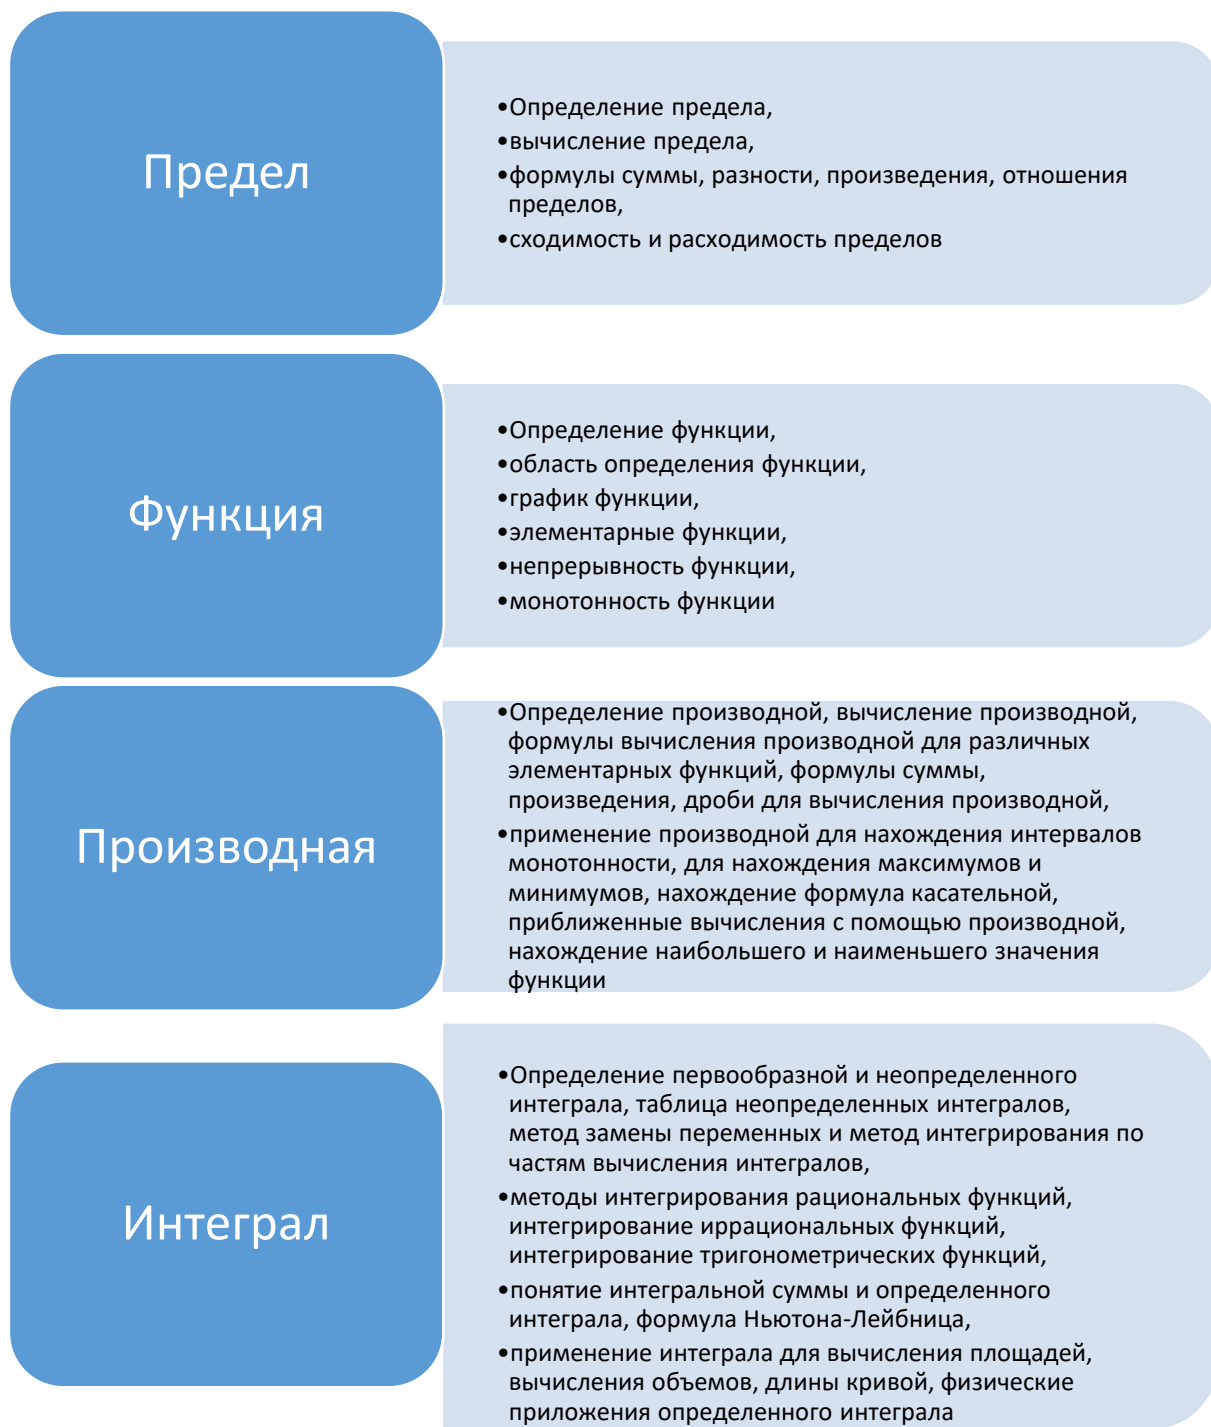 Предел
•Определение предела,
•вычисление предела,
•формулы суммы, разности, произведения, отношения
пределов,
•сходимость и расходимость пределов
Функция
•Определение функции,
•область определения функции,
•график функции,
•элементарные функции,
•непрерывность функции,
•монотонность функции
Производная
•Определение производной, вычисление производной,
формулы вычисления производной для различных
элементарных функций, формулы суммы,
произведения, дроби для вычисления производной,
•применение производной для нахождения интервалов
монотонности, для нахождения максимумов и
минимумов, нахождение формула касательной,
приближенные вычисления с помощью производной,
нахождение наибольшего и наименьшего значения
функции
Интеграл
•Определение первообразной и неопределенного
интеграла, таблица неопределенных интегралов,
метод замены переменных и метод интегрирования по
частям вычисления интегралов,
•методы интегрирования рациональных функций,
интегрирование иррациональных функций,
интегрирование тригонометрических функций,
•понятие интегральной суммы и определенного
интеграла, формула Ньютона-Лейбница,
•применение интеграла для вычисления площадей,
вычисления объемов, длины кривой, физические
приложения определенного интеграла